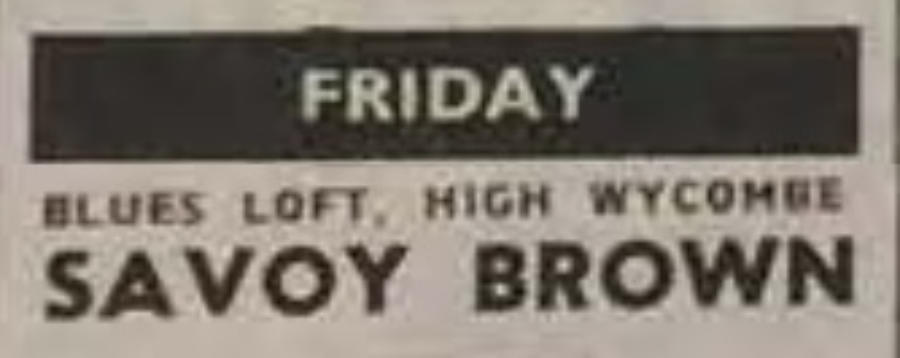 FRIDAY
BLUES LOFT, HIGH WYCOMBE
SAVOY BROWN